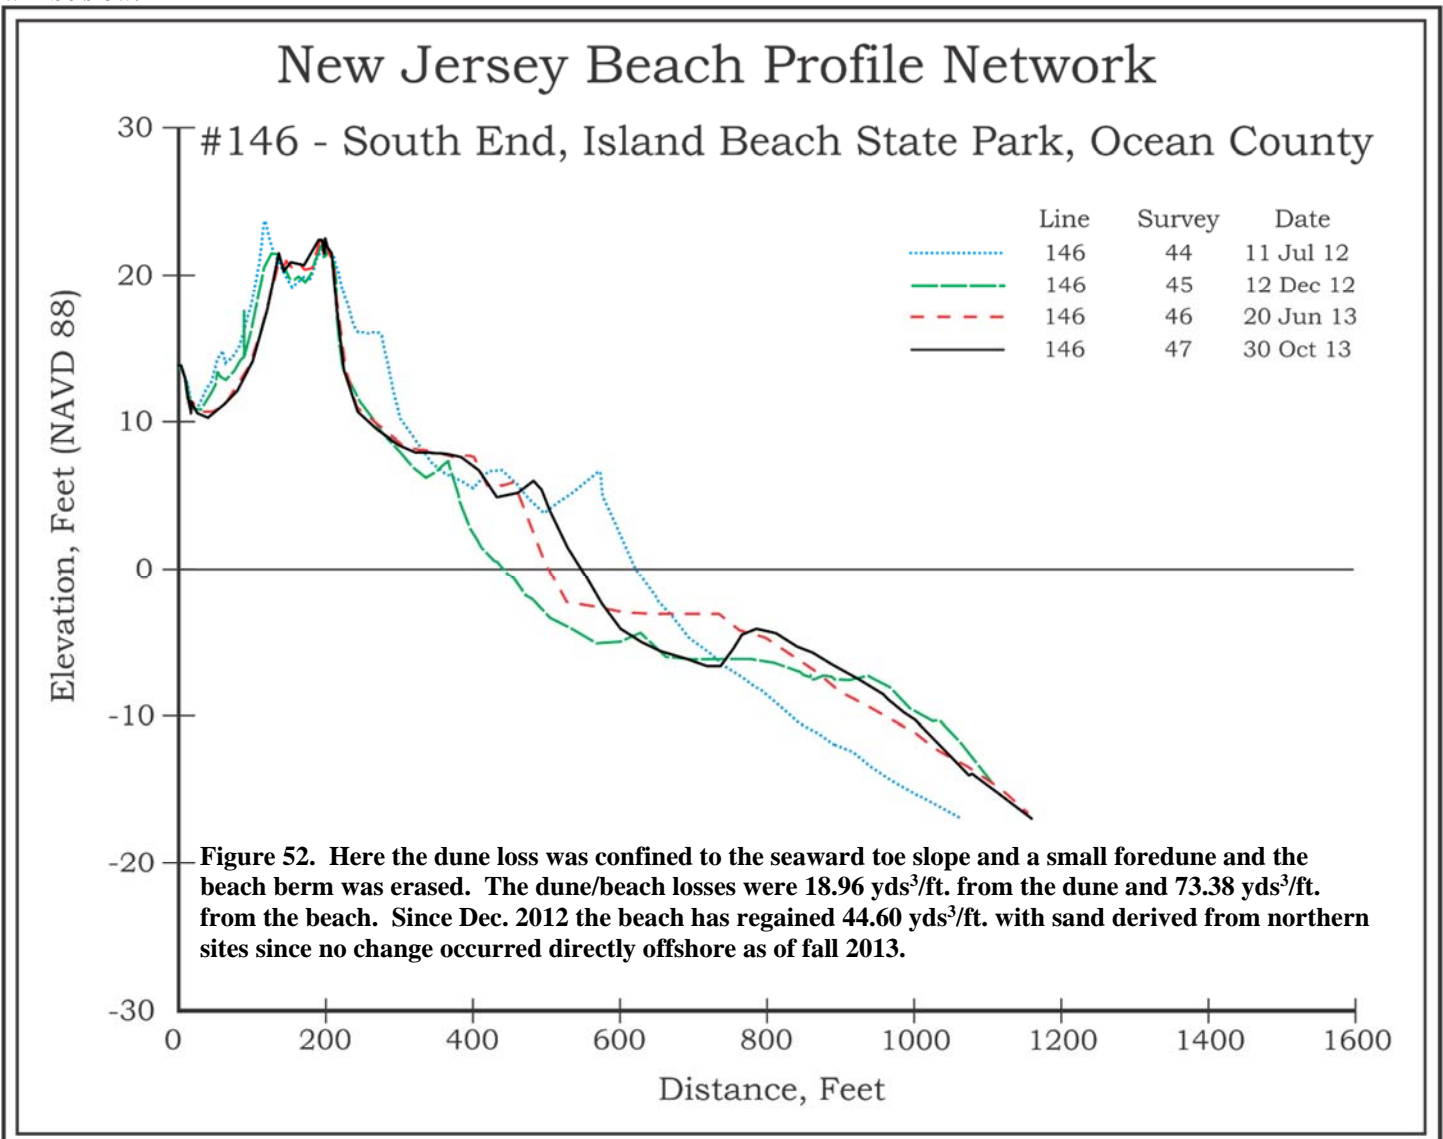 New Jersey Beach Profile Network
#146 - South End, Island Beach State Park, Ocean County
Line Survey Date
146 44 11 Jul 12
146 45 12 Dec 12
146 46 20 Jun 13
146 47 30 Oct 13
Elevation, Feet (NAVD 88)
30
20
10
0
-10
-20
-30
Figure 52. Here the dune loss was confined to the seaward toe slope and a small foredune and the
beach berm was erased. The dune/beach losses were 18.96 yds³/ft. from the dune and 73.38 yds³/ft.
from the beach. Since Dec. 2012 the beach has regained 44.60 yds³/ft. with sand derived from northern
sites since no change occurred directly offshore as of fall 2013.
0 200 400 600 800 1000 1200 1400 1600
Distance, Feet